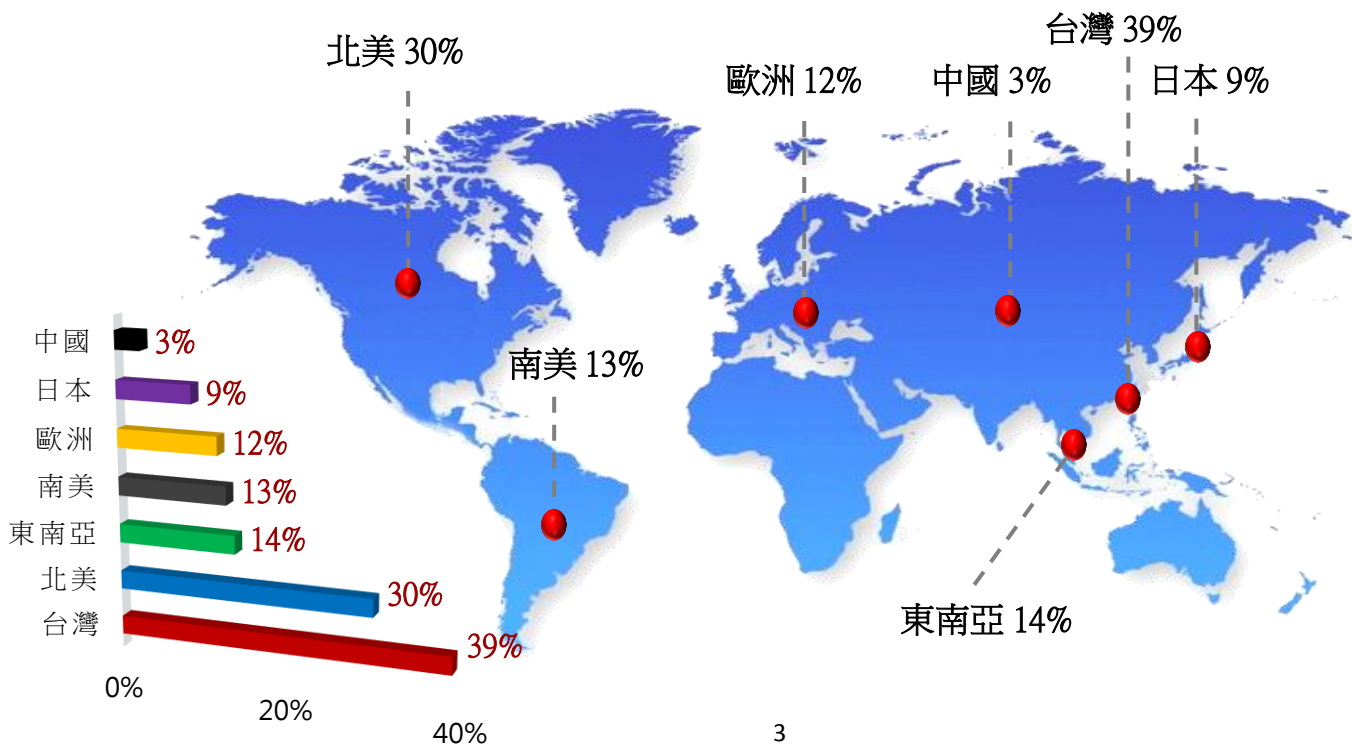 台灣 39%
北美 30%
歐洲 12%
中國 3%
日本 9%
南美 13%
東南亞 14%
中國 3%
日本 9%
歐洲 12%
南美 13%
東南亞 14%
北美 30%
台灣 39%
0%
20%
40%
3